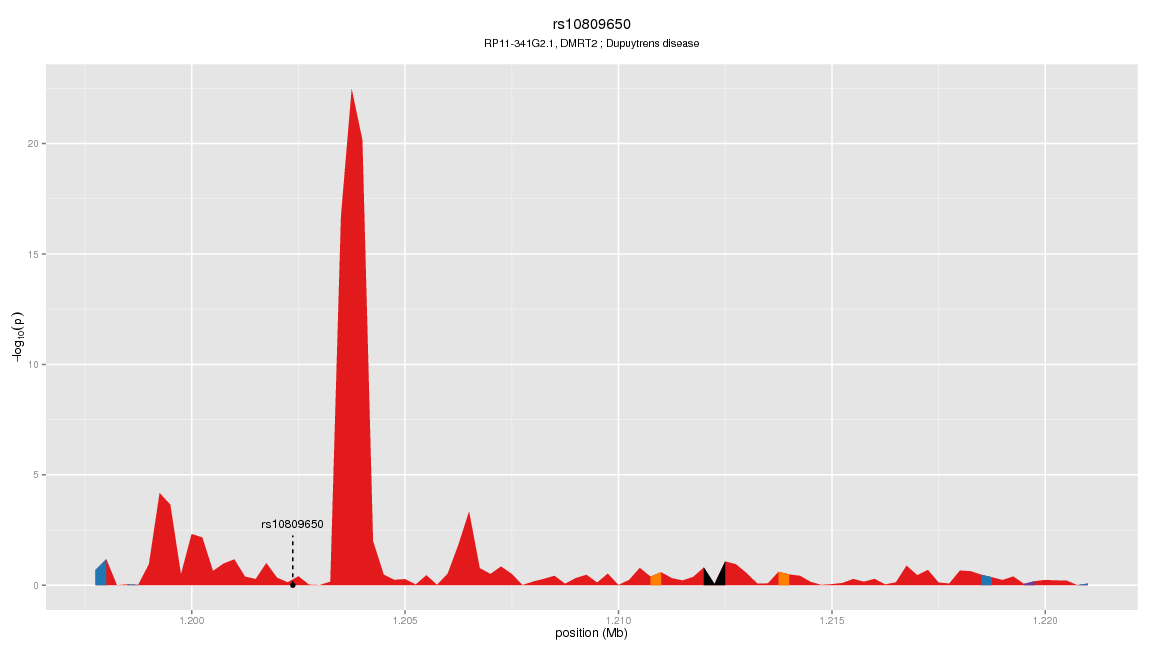 rs10809650
RP11-341G2.1, DMRT2 ; Dupuytrens disease
20
15
10
5
0
−log10(p)
rs10809650
1.200
1.205
1.210
1.215
1.220
position (Mb)